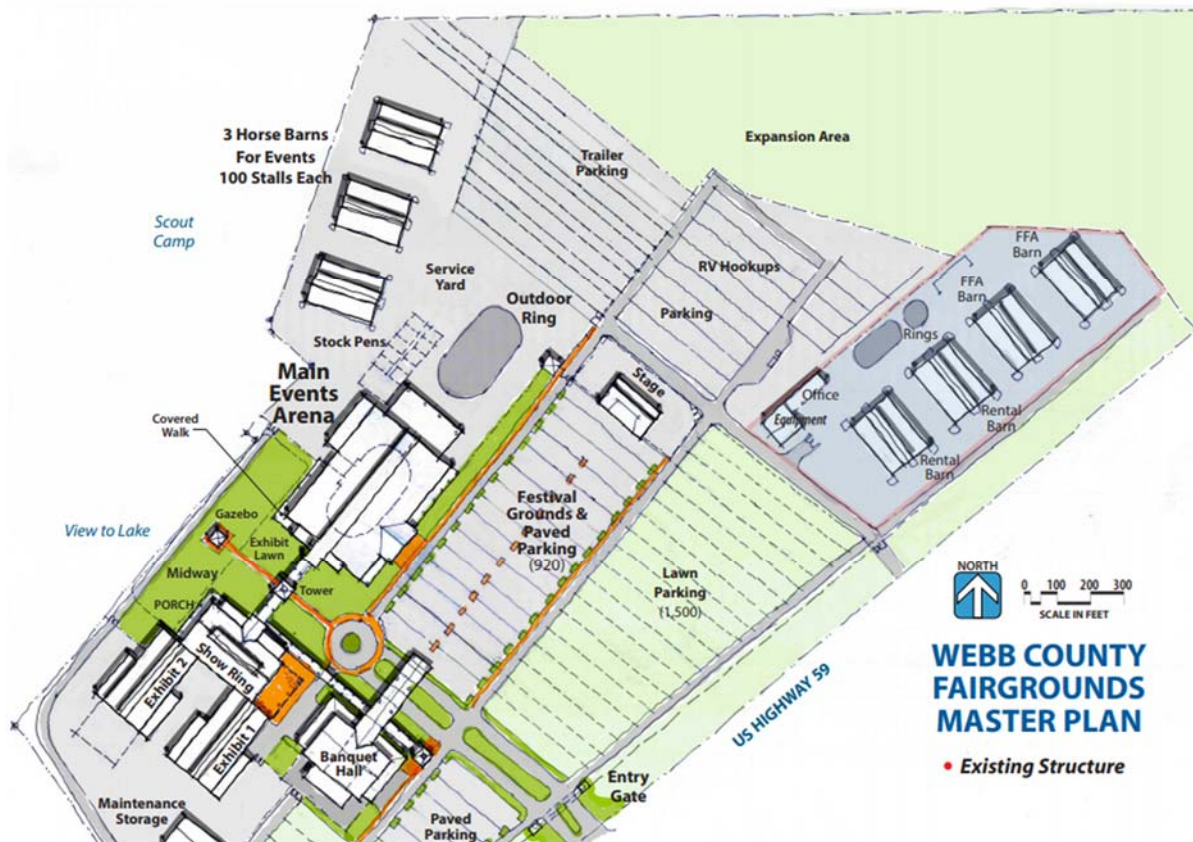 3 Horse Barns
For Events
100 Stalls Each
Trailer
Parking
Expansion Area
Scout
Camp
Service
Yard
Outdoor
Ring
RV Hookups
Parking
FFA
Barn
FFA
Barn
Rings
Stock Pens
Main
Events
Arena
Stage
Office
Equipment
Rental
Barn
Rental
Barn
Covered
Walk
Festival
Grounds &
Paved
Parking
(920)
Gazebo
View to Lake
Exhibit
Lawn
Midway
Tower
PORCH
Lawn
Parking
(1,500)
NORTH
0 100 200 300
SCALE IN FEET
Show Ring
Exhibit 2
Exhibit 1
Banquet
Hall
US HIGHWAY 59
WEBB COUNTY
FAIRGROUNDS
MASTER PLAN
• Existing Structure
Entry
Gate
Maintenance
Storage
Paved
Parking